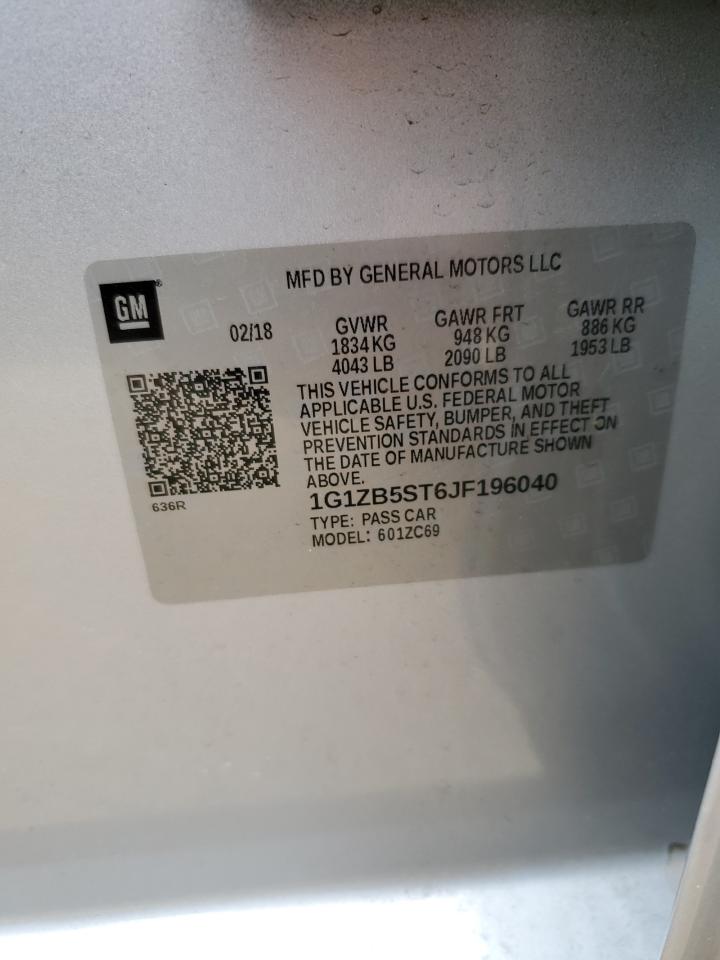 MFD BY GENERAL MOTORS LLC
GM
02/18
GVWR
1834 KG
4043 LB
GAWR FRT
948 KG
2090 LB
GAWR RR
886 KG
1953 LB
THIS VEHICLE CONFORMS TO ALL
APPLICABLE U.S. FEDERAL MOTOR
VEHICLE SAFETY, BUMPER, AND THEFT
PREVENTION STANDARDS IN EFFECT ON
THE DATE OF MANUFACTURE SHOWN
ABOVE.
636R
1G1ZB5ST6JF196040
TYPE: PASS CAR
MODEL: 601ZC69